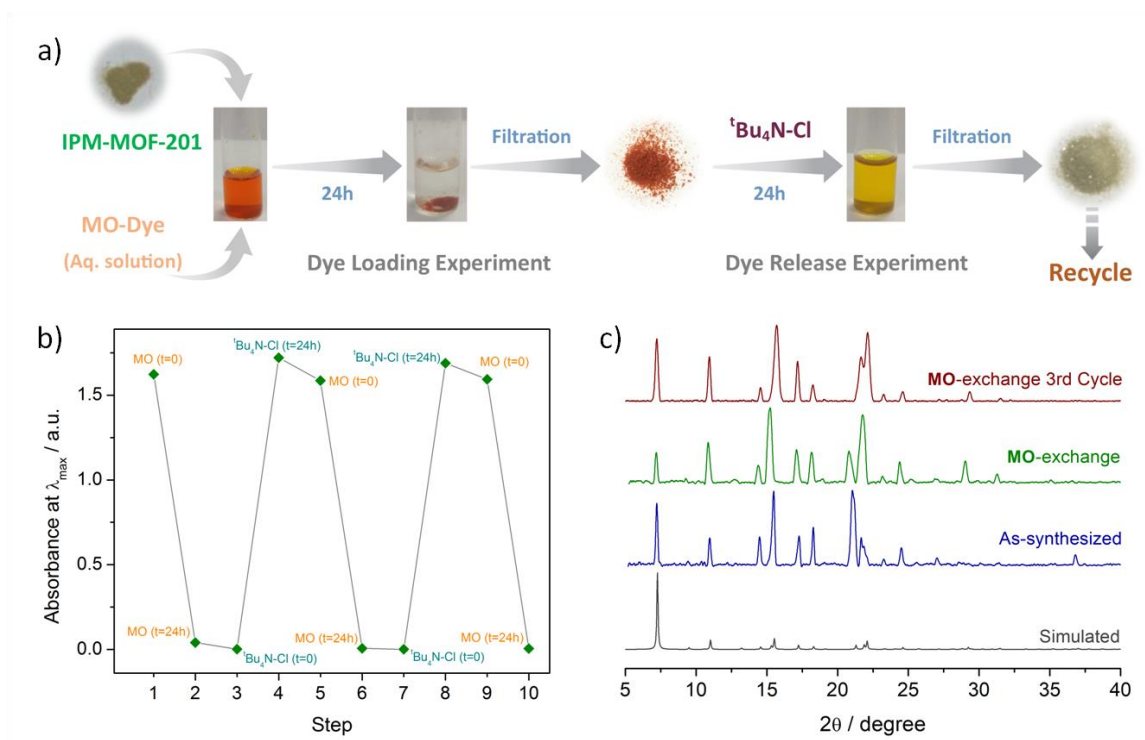 a)
IPM-MOF-201
MO-Dye
(Aq. solution)
24h
Filtration
ᵗBu₄N-Cl
24h
Filtration
Dye Loading Experiment
Dye Release Experiment
Recycle
b)
Absorbance at λmax / a.u.
1.5
1.0
0.5
0.0
MO (t=0)
MO (t=24h)
ᵗBu₄N-Cl (t=0)
ᵗBu₄N-Cl (t=24h)
MO (t=0)
MO (t=24h)
ᵗBu₄N-Cl (t=0)
ᵗBu₄N-Cl (t=24h)
MO (t=0)
MO (t=24h)
1 2 3 4 5 6 7 8 9 10
Step
c)
MO-exchange 3rd Cycle
MO-exchange
As-synthesized
Simulated
5 10 15 20 25 30 35 40
2θ / degree